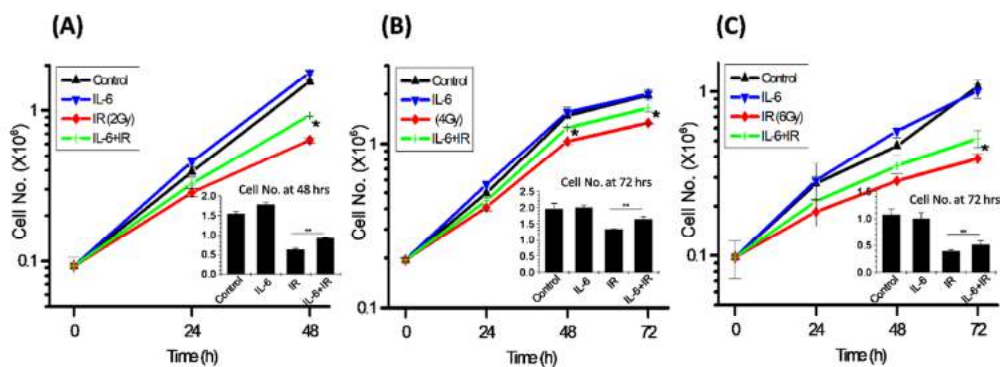 (A)
Control
IL-6
IR (2Gy)
IL-6+IR
Cell No. (X10⁶)
1
0.1
*
Cell No. at 48 hrs
2.0
1.5
1.0
0.5
0.0
**
Control
IL-6
IR
IL-6+IR
0
24
48
Time (h)
(B)
Control
IL-6
(4Gy)
IL-6+IR
Cell No. (X10⁶)
1
0.1
*
*
Cell No. at 72 hrs
2.5
2.0
1.5
1.0
0.5
0.0
**
Control
IL-6
IR
IL-6+IR
0
24
48
72
Time (h)
(C)
Control
IL-6
IR (6Gy)
IL-6+IR
Cell No. (X10⁶)
1
0.1
*
Cell No. at 72 hrs
1.5
1.0
0.5
0.0
**
Control
IL-6
IR
IL-6+IR
0
24
48
72
Time (h)